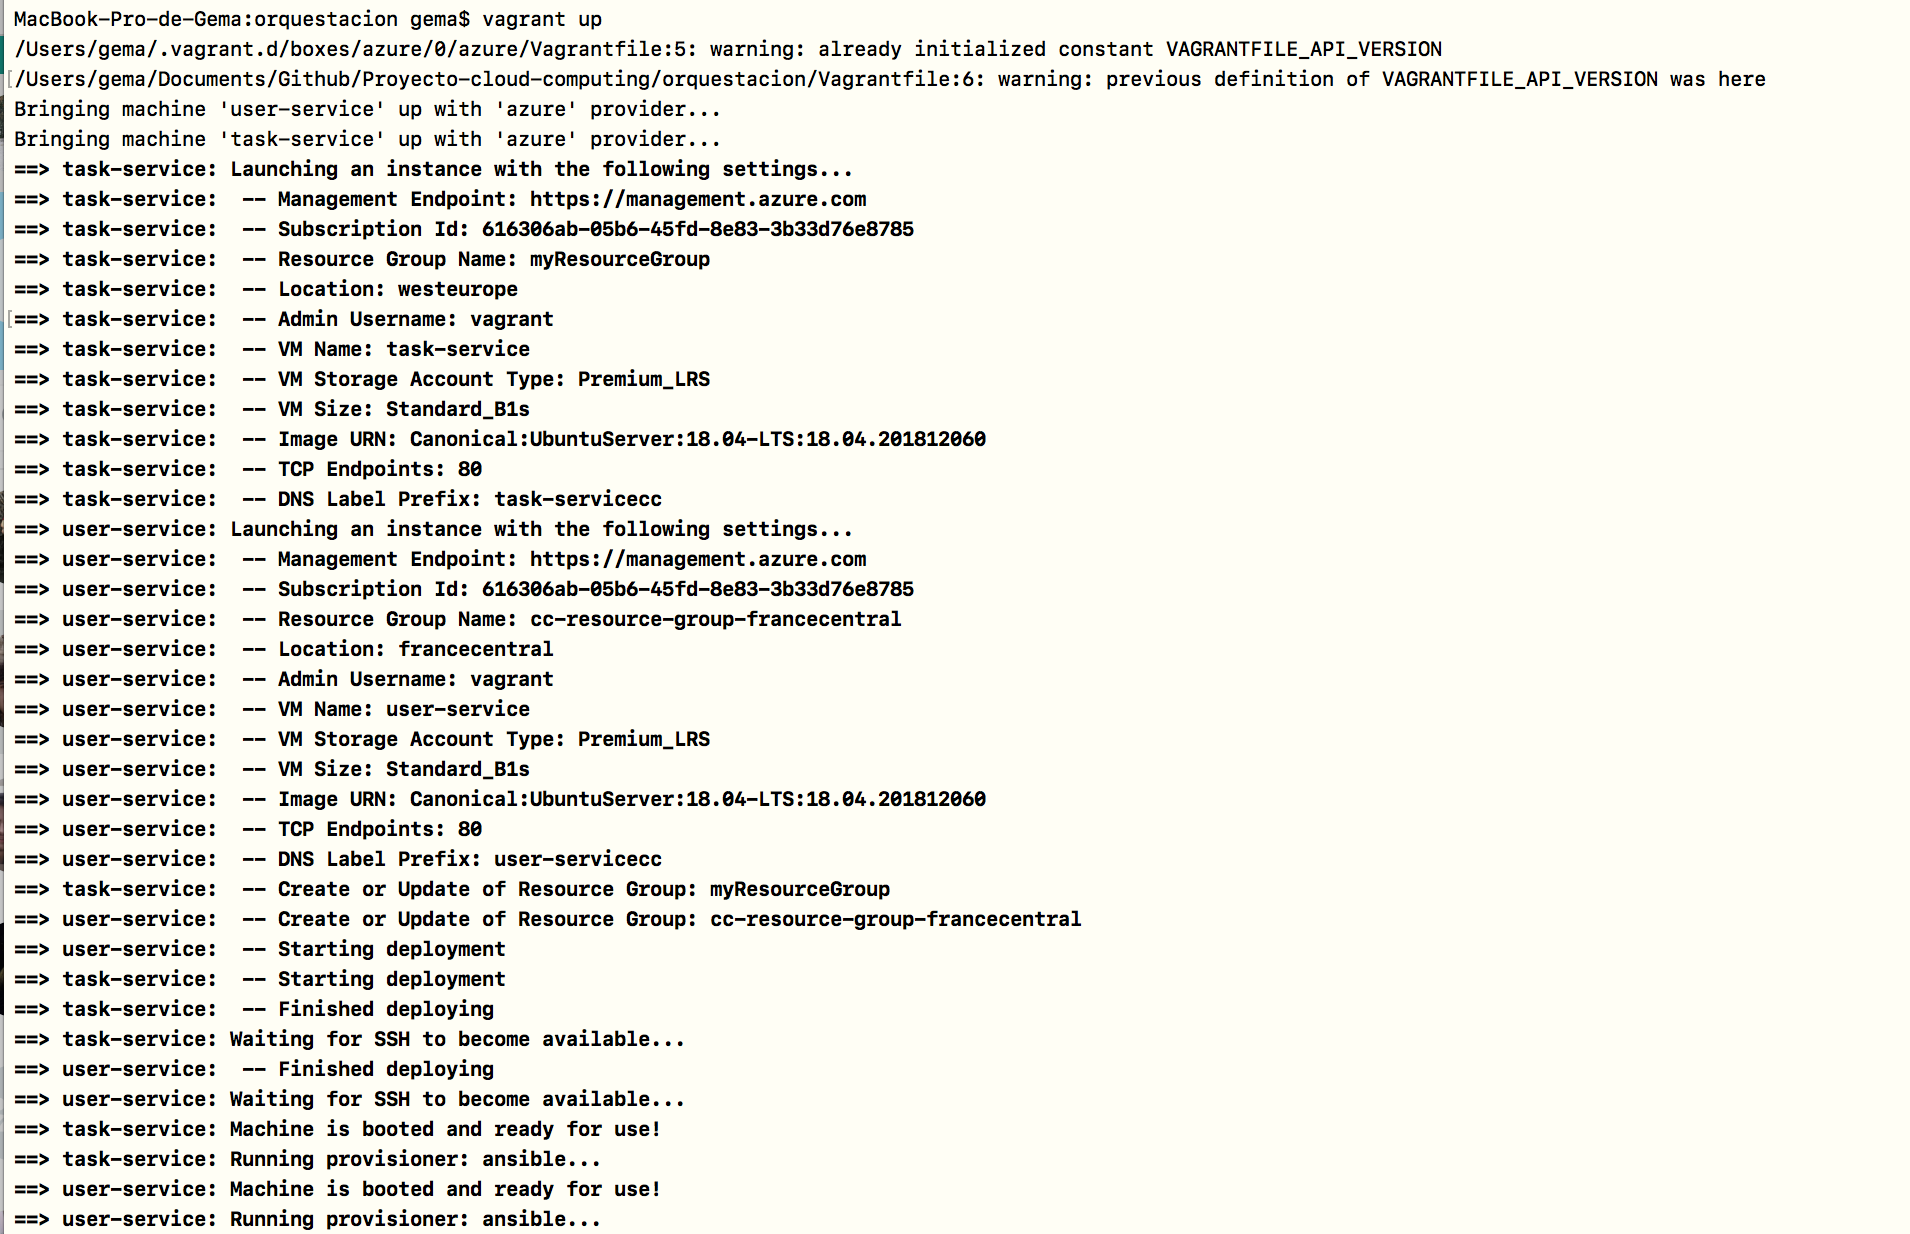 MacBook-Pro-de-Gema:orquestacion gema$ vagrant up
/Users/gema/.vagrant.d/boxes/azure/0/azure/Vagrantfile:5: warning: already initialized constant VAGRANTFILE_API_VERSION
/Users/gema/Documents/Github/Proyecto-cloud-computing/orquestacion/Vagrantfile:6: warning: previous definition of VAGRANTFILE_API_VERSION was here
Bringing machine 'user-service' up with 'azure' provider...
Bringing machine 'task-service' up with 'azure' provider...
==> task-service: Launching an instance with the following settings...
==> task-service:  -- Management Endpoint: https://management.azure.com
==> task-service:  -- Subscription Id: 616306ab-05b6-45fd-8e83-3b33d76e8785
==> task-service:  -- Resource Group Name: myResourceGroup
==> task-service:  -- Location: westeurope
==> task-service:  -- Admin Username: vagrant
==> task-service:  -- VM Name: task-service
==> task-service:  -- VM Storage Account Type: Premium_LRS
==> task-service:  -- VM Size: Standard_B1s
==> task-service:  -- Image URN: Canonical:UbuntuServer:18.04-LTS:18.04.201812060
==> task-service:  -- TCP Endpoints: 80
==> task-service:  -- DNS Label Prefix: task-servicecc
==> user-service: Launching an instance with the following settings...
==> user-service:  -- Management Endpoint: https://management.azure.com
==> user-service:  -- Subscription Id: 616306ab-05b6-45fd-8e83-3b33d76e8785
==> user-service:  -- Resource Group Name: cc-resource-group-francecentral
==> user-service:  -- Location: francecentral
==> user-service:  -- Admin Username: vagrant
==> user-service:  -- VM Name: user-service
==> user-service:  -- VM Storage Account Type: Premium_LRS
==> user-service:  -- VM Size: Standard_B1s
==> user-service:  -- Image URN: Canonical:UbuntuServer:18.04-LTS:18.04.201812060
==> user-service:  -- TCP Endpoints: 80
==> user-service:  -- DNS Label Prefix: user-servicecc
==> task-service:  -- Create or Update of Resource Group: myResourceGroup
==> user-service:  -- Create or Update of Resource Group: cc-resource-group-francecentral
==> user-service:  -- Starting deployment
==> task-service:  -- Starting deployment
==> task-service:  -- Finished deploying
==> task-service: Waiting for SSH to become available...
==> user-service:  -- Finished deploying
==> user-service: Waiting for SSH to become available...
==> task-service: Machine is booted and ready for use!
==> task-service: Running provisioner: ansible...
==> user-service: Machine is booted and ready for use!
==> user-service: Running provisioner: ansible...